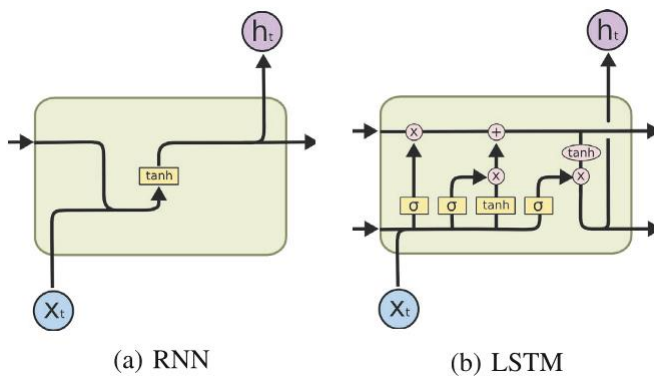 hₜ
tanh
Xₜ
(a) RNN
hₜ
x
+
tanh
x
x
σ
σ
tanh
σ
Xₜ
(b) LSTM